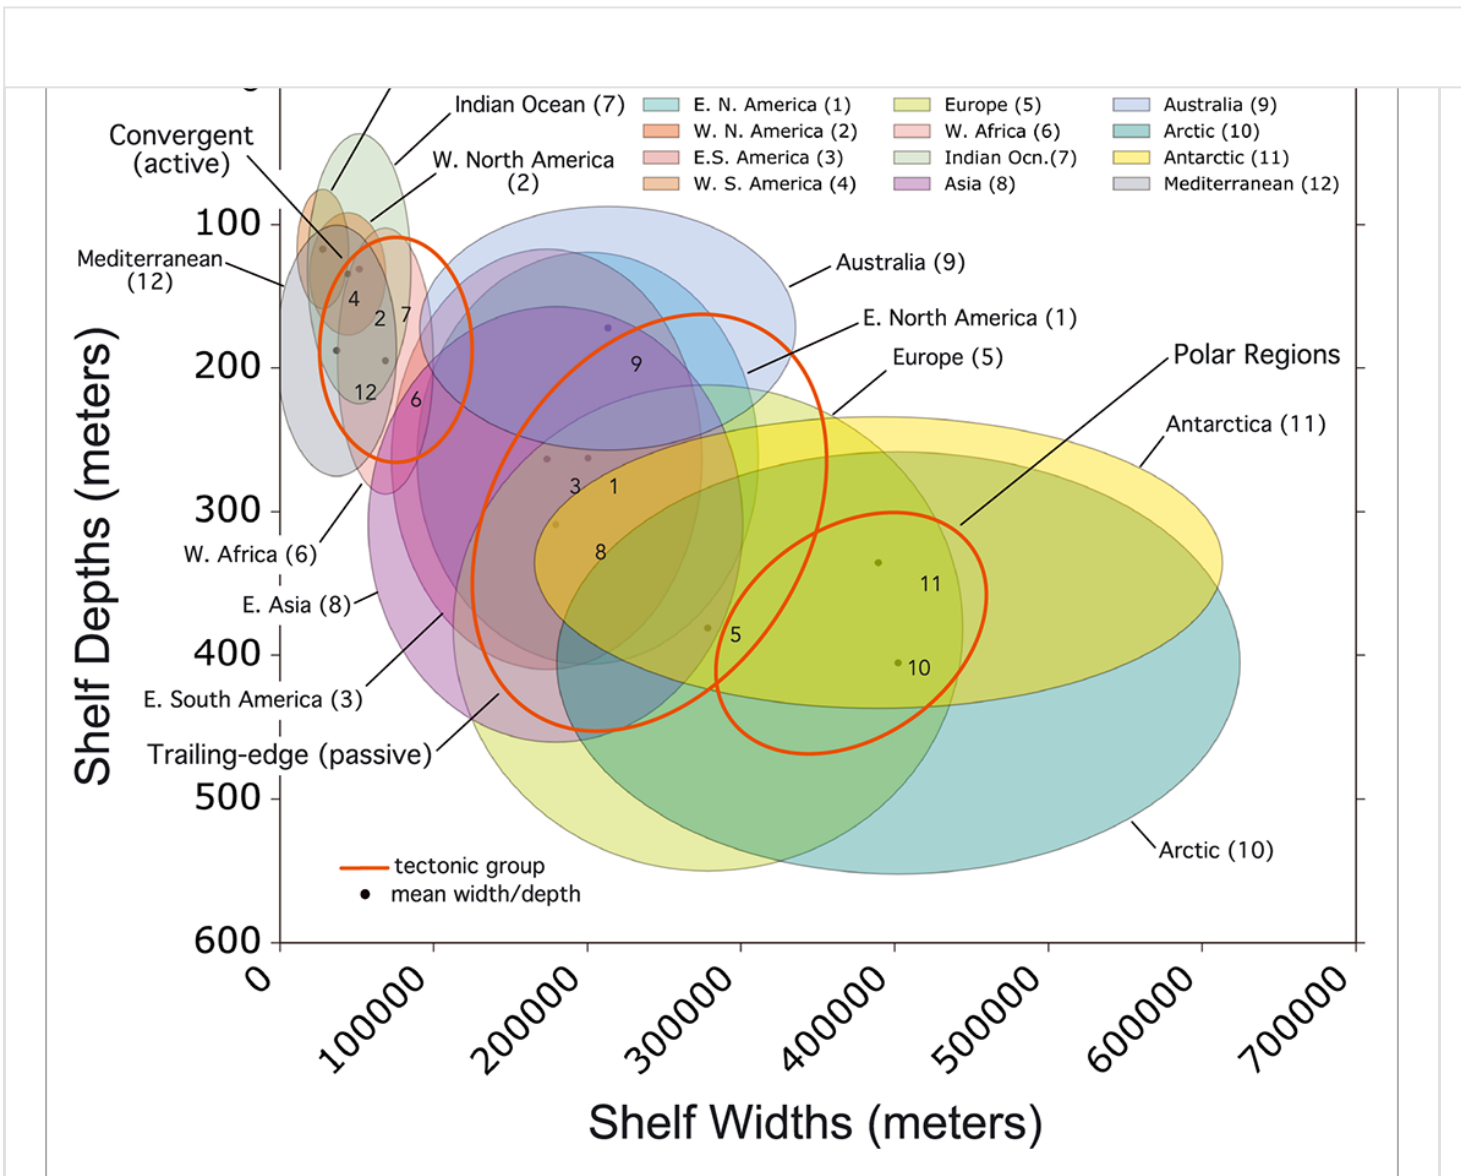 Indian Ocean (7)
Convergent
(active)
W. North America
(2)
E. N. America (1)
W. N. America (2)
E.S. America (3)
W. S. America (4)
Europe (5)
W. Africa (6)
Indian Ocn.(7)
Asia (8)
Australia (9)
Arctic (10)
Antarctic (11)
Mediterranean (12)
Mediterranean
(12)
Australia (9)
E. North America (1)
Europe (5)
Polar Regions
Antarctica (11)
W. Africa (6)
E. Asia (8)
E. South America (3)
Trailing-edge (passive)
Arctic (10)
4
2
7
12
6
9
3
1
8
11
5
10
tectonic group
mean width/depth
Shelf Depths (meters)
100
200
300
400
500
600
0
100000
200000
300000
400000
500000
600000
700000
Shelf Widths (meters)